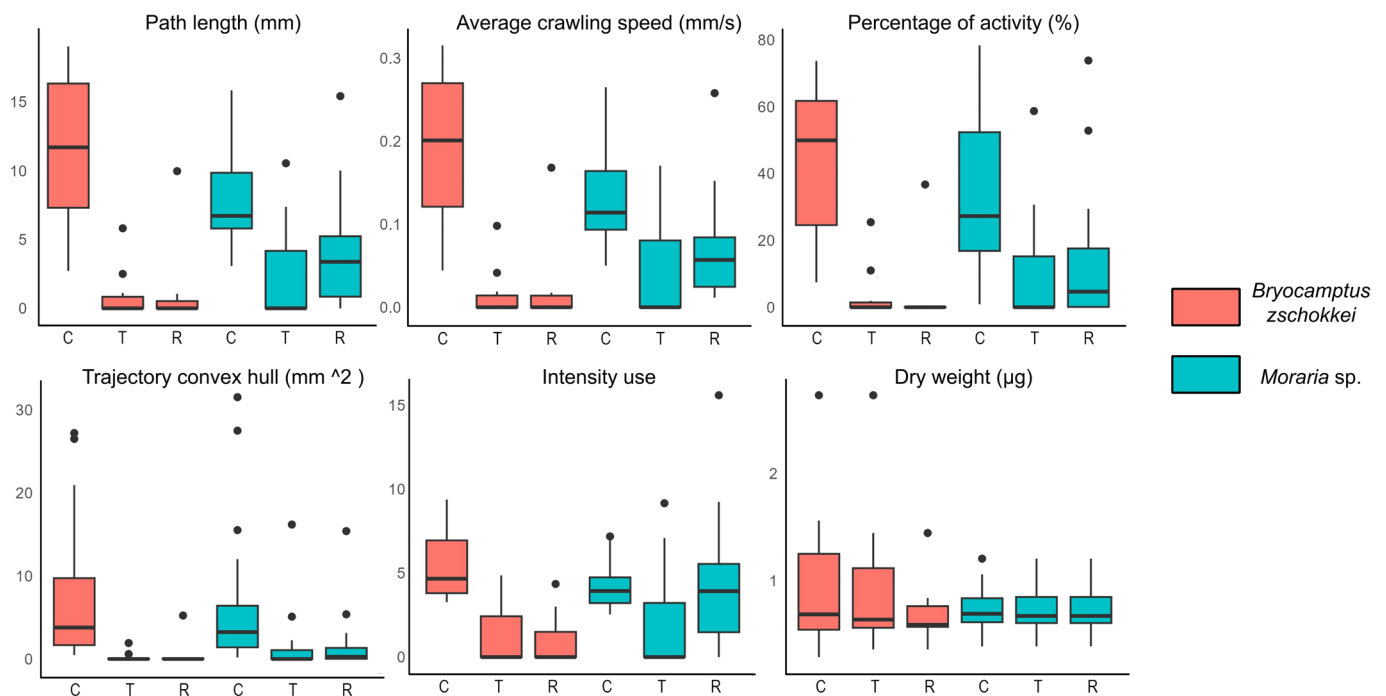 Path length (mm)
15
10
5
0
C T R C T R
Average crawling speed (mm/s)
0.3
0.2
0.1
0.0
C T R C T R
Percentage of activity (%)
80
60
40
20
0
C T R C T R
Bryocamptus
zschokkei
Moraria sp.
Trajectory convex hull (mm ^2 )
30
20
10
0
C T R C T R
Intensity use
15
10
5
0
C T R C T R
Dry weight (µg)
2
1
C T R C T R